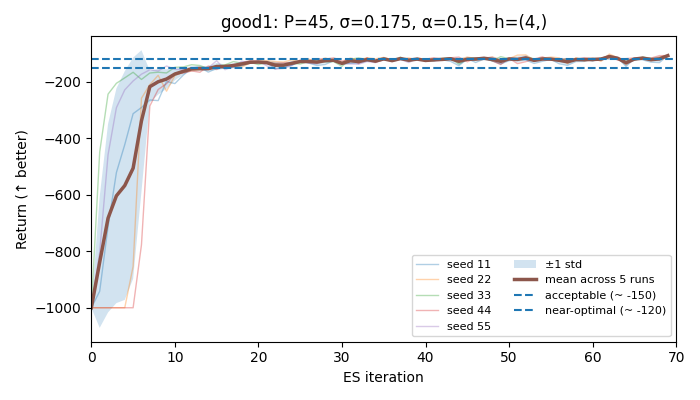 good1: P=45, σ=0.175, α=0.15, h=(4,)
Return (↑ better)
−200
−400
−600
−800
−1000
0 10 20 30 40 50 60 70
ES iteration
seed 11
seed 22
seed 33
seed 44
seed 55
±1 std
mean across 5 runs
acceptable (~ -150)
near-optimal (~ -120)